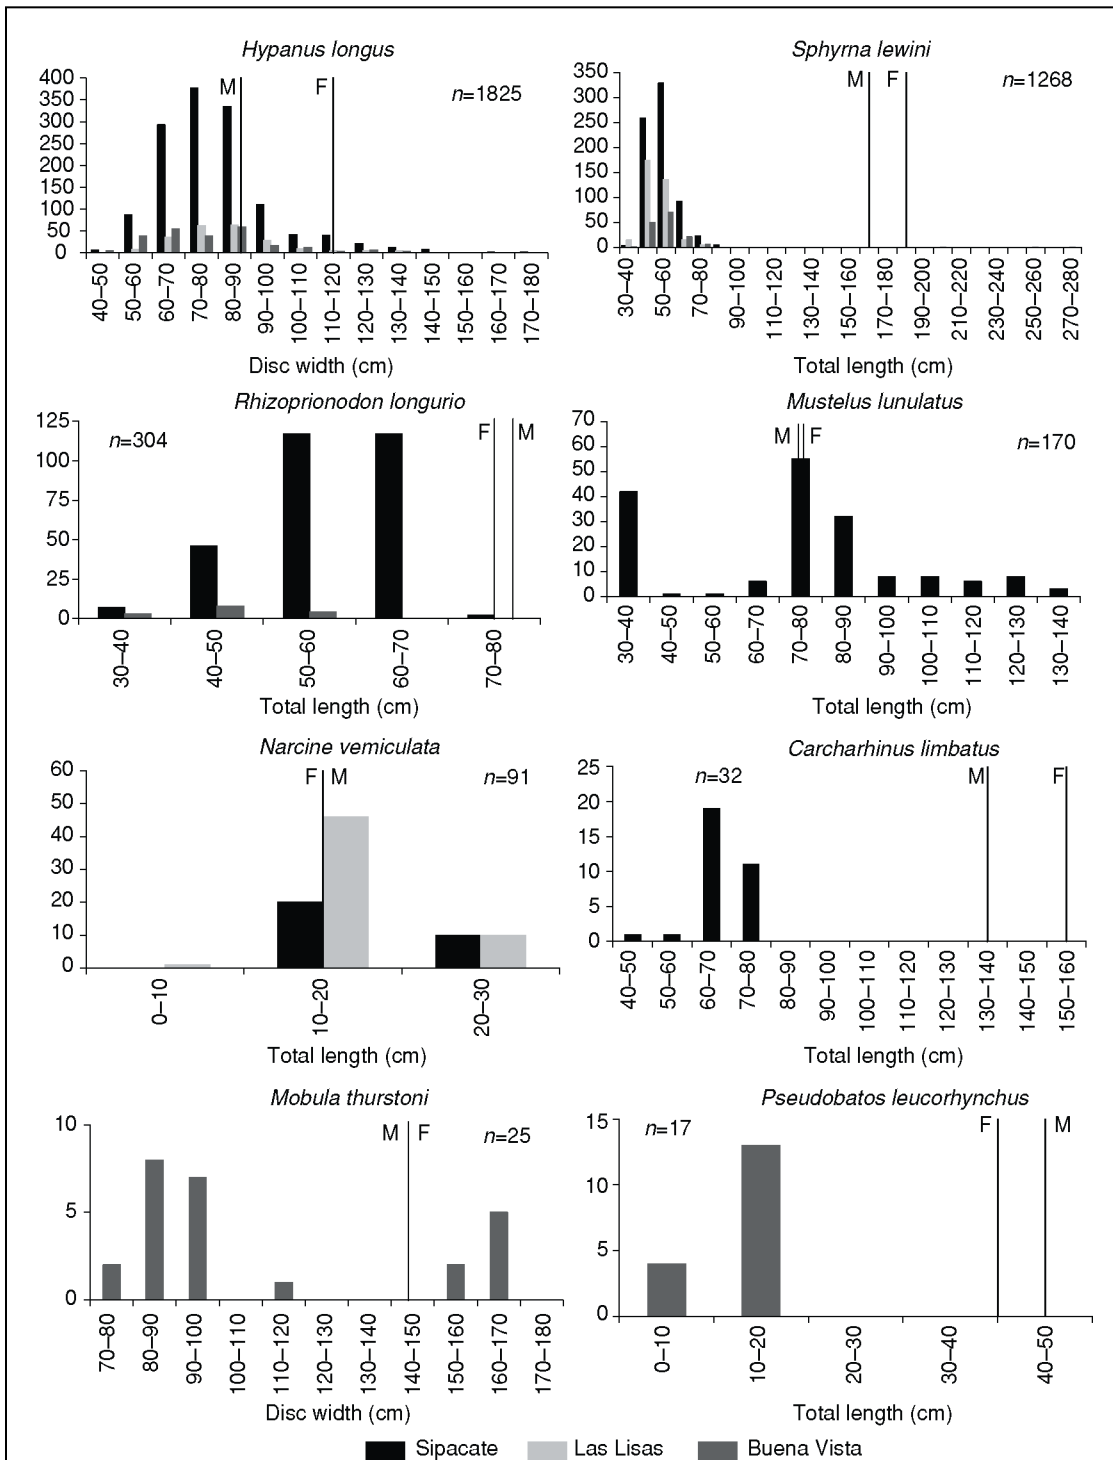 Hypanus longus
400
350
300
250
200
150
100
50
0
M
F
n=1825
40–50
50–60
60–70
70–80
80–90
90–100
100–110
110–120
120–130
130–140
140–150
150–160
160–170
170–180
Disc width (cm)
Sphyrna lewini
350
300
250
200
150
100
50
0
M
F
n=1268
30–40
50–60
70–80
90–100
110–120
130–140
150–160
170–180
190–200
210–220
230–240
250–260
270–280
Total length (cm)
Rhizoprionodon longurio
125
100
75
50
25
0
n=304
F
M
30–40
40–50
50–60
60–70
70–80
Total length (cm)
Mustelus lunulatus
70
60
50
40
30
20
10
0
M
F
n=170
30–40
40–50
50–60
60–70
70–80
80–90
90–100
100–110
110–120
120–130
130–140
Total length (cm)
Narcine vemiculata
60
50
40
30
20
10
0
F
M
n=91
0–10
10–20
20–30
Total length (cm)
Carcharhinus limbatus
25
20
15
10
5
0
n=32
M
F
40–50
50–60
60–70
70–80
80–90
90–100
100–110
110–120
120–130
130–140
140–150
150–160
Total length (cm)
Mobula thurstoni
10
5
0
M
F
n=25
70–80
80–90
90–100
100–110
110–120
120–130
130–140
140–150
150–160
160–170
170–180
Disc width (cm)
Pseudobatos leucorhynchus
15
10
5
0
n=17
F
M
0–10
10–20
20–30
30–40
40–50
Total length (cm)
Sipacate
Las Lisas
Buena Vista